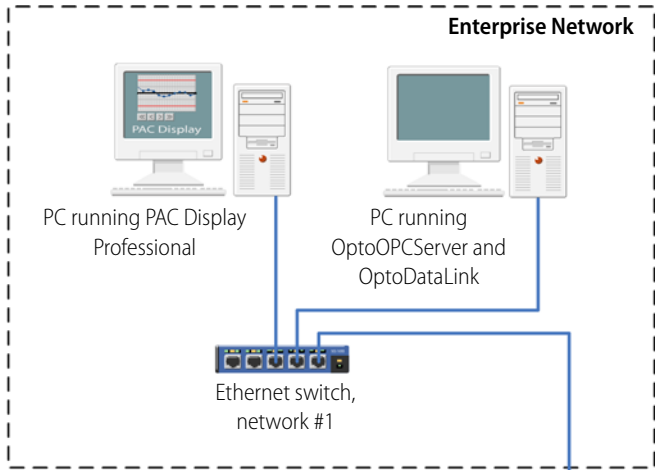 Enterprise Network
PAC Display
PC running PAC Display
Professional
PC running
OptoOPCServer and
OptoDataLink
Ethernet switch,
network #1